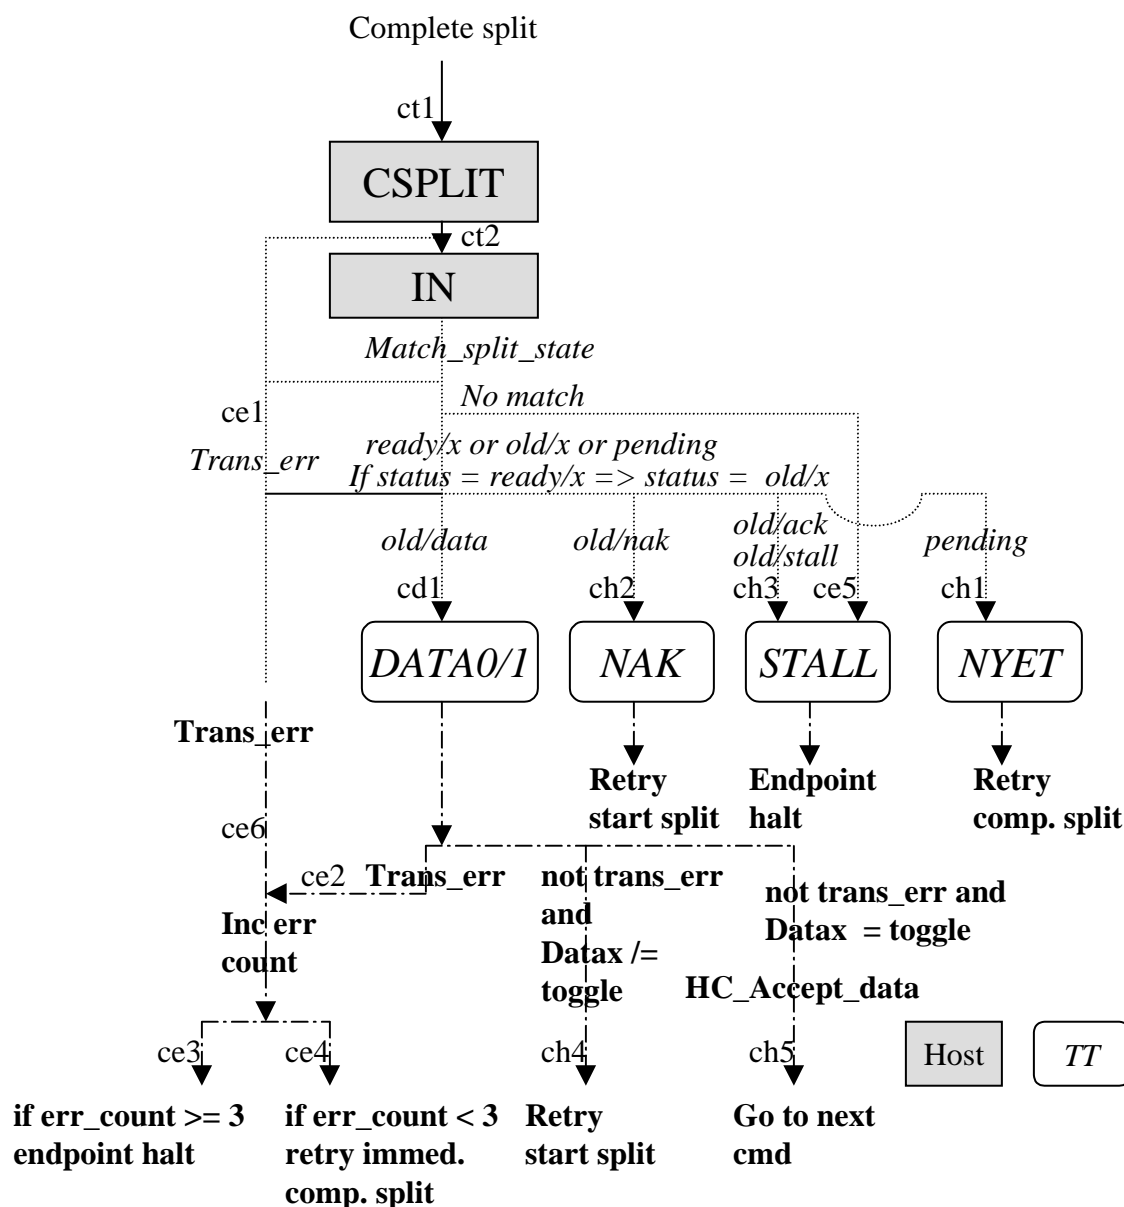 Complete split
ct1
CSPLIT
ct2
IN
Match_split_state
No match
ce1
ready/x or old/x or pending
Trans_err
If status = ready/x => status = old/x
old/data
old/nak
old/ack
old/stall
pending
cd1
ch2
ch3
ce5
ch1
DATA0/1
NAK
STALL
NYET
Trans_err
Retry
start split
Endpoint
halt
Retry
comp. split
ce6
ce2
Trans_err
not trans_err
and
Datax /=
toggle
not trans_err and
Datax = toggle
Inc err
count
HC_Accept_data
ce3
ce4
ch4
ch5
Host
TT
if err_count >= 3
endpoint halt
if err_count < 3
retry immed.
comp. split
Retry
start split
Go to next
cmd